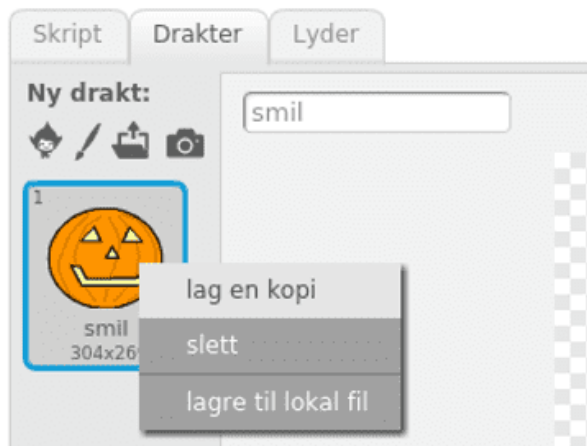 Skript Drakter Lyder
Ny drakt:
smil
1
smil
lag en kopi
slett
lagre til lokal fil